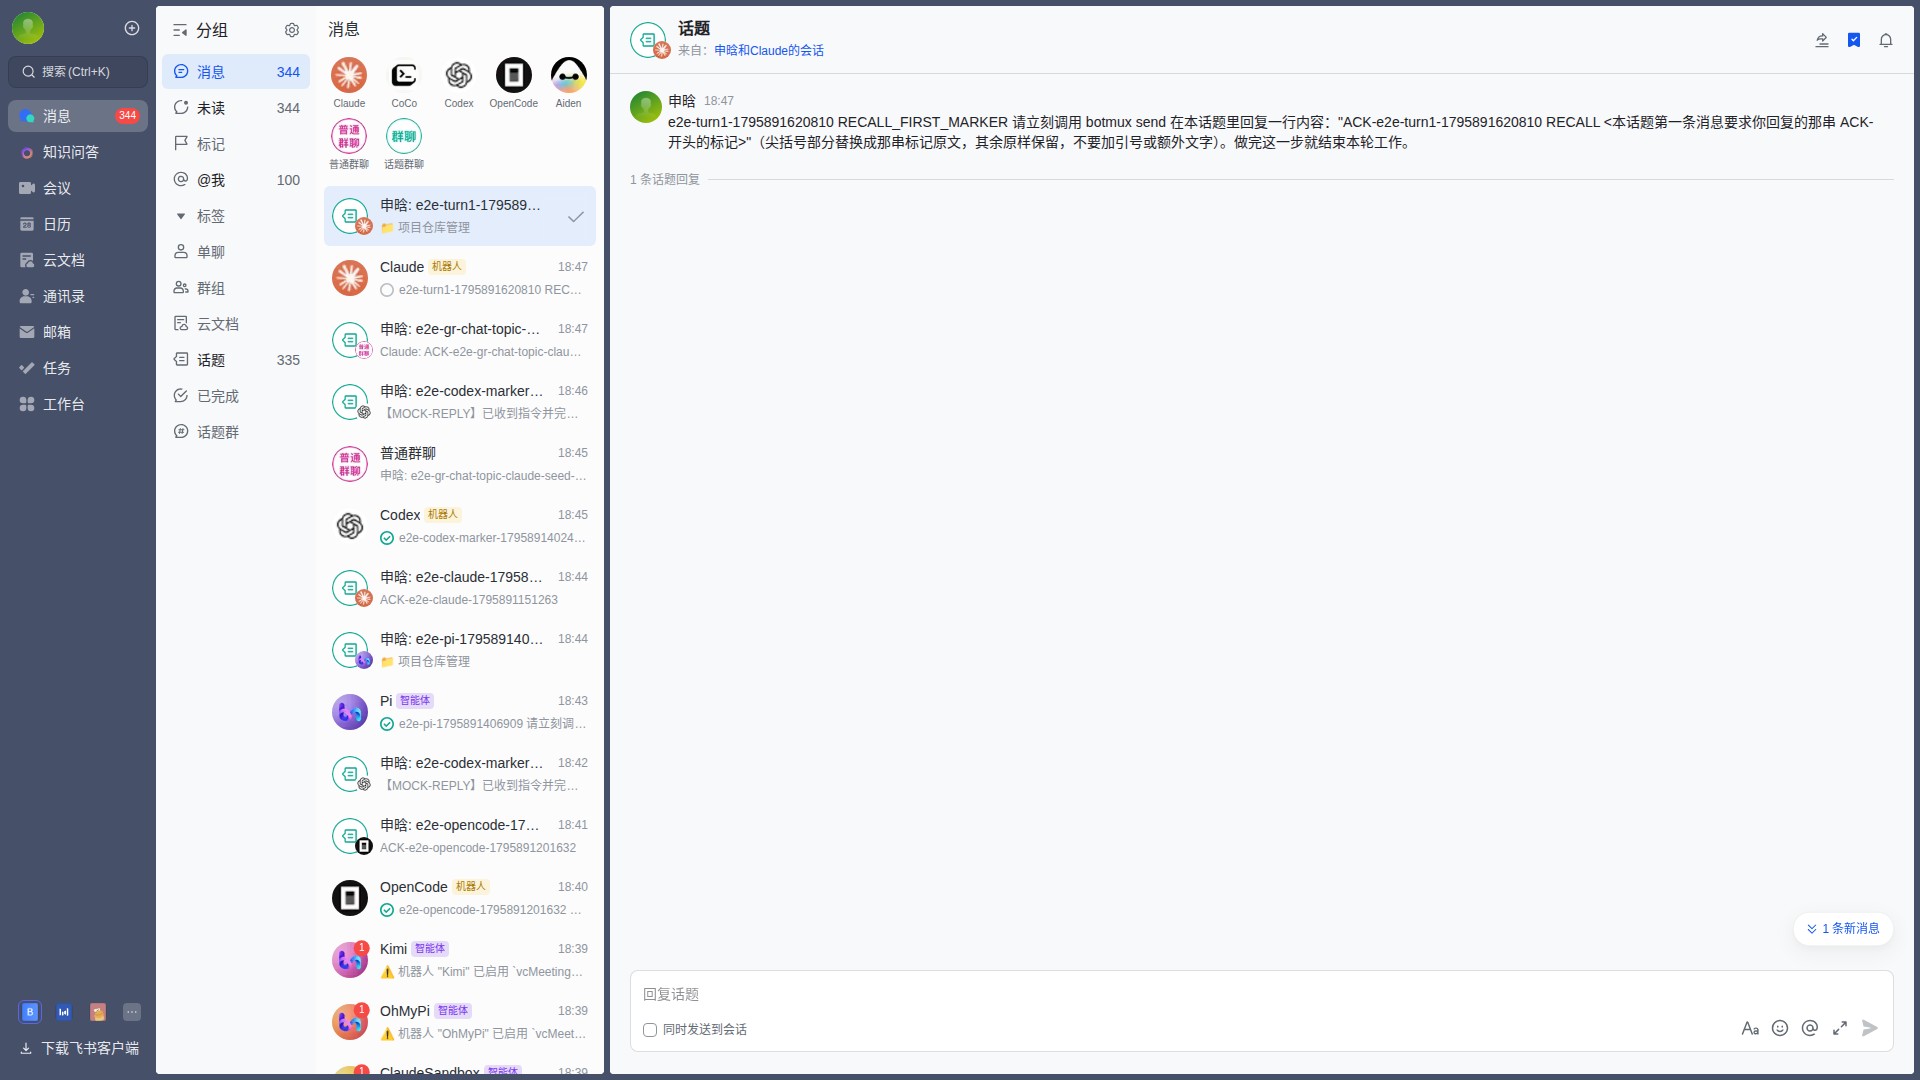 搜索 (Ctrl+K)
消息 344
知识问答
会议
日历
云文档
通讯录
邮箱
任务
工作台
下载飞书客户端
分组
消息 344
未读 344
标记
@我 100
标签
单聊
群组
云文档
话题 335
已完成
话题群
消息
Claude CoCo Codex OpenCode Aiden
普通群聊 群聊
普通群聊 话题群聊
申晗: e2e-turn1-179589…
📁 项目仓库管理
Claude 机器人 18:47
e2e-turn1-1795891620810 REC…
申晗: e2e-gr-chat-topic-… 18:47
Claude: ACK-e2e-gr-chat-topic-clau…
申晗: e2e-codex-marker… 18:46
【MOCK-REPLY】已收到指令并完…
普通群聊
普通群聊 18:45
申晗: e2e-gr-chat-topic-claude-seed-…
Codex 机器人 18:45
e2e-codex-marker-17958914024…
申晗: e2e-claude-17958… 18:44
ACK-e2e-claude-1795891151263
申晗: e2e-pi-179589140… 18:44
📁 项目仓库管理
Pi 智能体 18:43
e2e-pi-1795891406909 请立刻调…
申晗: e2e-codex-marker… 18:42
【MOCK-REPLY】已收到指令并完…
申晗: e2e-opencode-17… 18:41
ACK-e2e-opencode-1795891201632
OpenCode 机器人 18:40
e2e-opencode-1795891201632 …
1
Kimi 智能体 18:39
⚠️ 机器人 "Kimi" 已启用 `vcMeeting…
1
OhMyPi 智能体 18:39
⚠️ 机器人 "OhMyPi" 已启用 `vcMeet…
1
ClaudeSandbox 智能体 18:39
话题
来自：申晗和Claude的会话
申晗 18:47
e2e-turn1-1795891620810 RECALL_FIRST_MARKER 请立刻调用 botmux send 在本话题里回复一行内容："ACK-e2e-turn1-1795891620810 RECALL <本话题第一条消息要求你回复的那串 ACK-
开头的标记>"（尖括号部分替换成那串标记原文，其余原样保留，不要加引号或额外文字）。做完这一步就结束本轮工作。
1 条话题回复
1 条新消息
回复话题
同时发送到会话